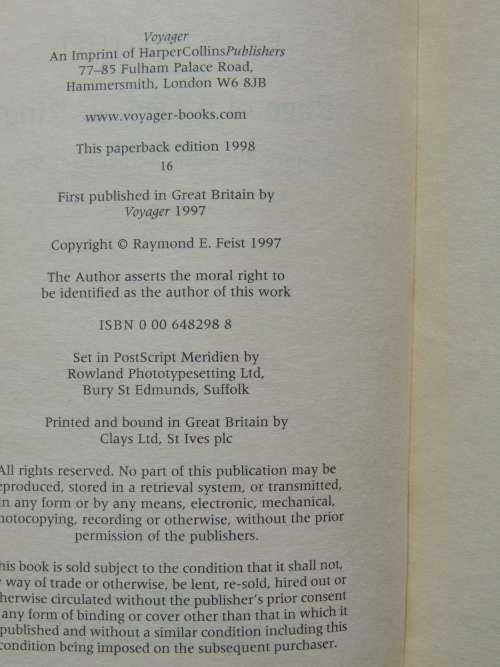 Voyager
An Imprint of HarperCollinsPublishers
77–85 Fulham Palace Road,
Hammersmith, London W6 8JB
www.voyager-books.com
This paperback edition 1998
16
First published in Great Britain by
Voyager 1997
Copyright © Raymond E. Feist 1997
The Author asserts the moral right to
be identified as the author of this work
ISBN 0 00 648298 8
Set in PostScript Meridien by
Rowland Phototypesetting Ltd,
Bury St Edmunds, Suffolk
Printed and bound in Great Britain by
Clays Ltd, St Ives plc
All rights reserved. No part of this publication may be
eproduced, stored in a retrieval system, or transmitted,
in any form or by any means, electronic, mechanical,
hotocopying, recording or otherwise, without the prior
permission of the publishers.
his book is sold subject to the condition that it shall not,
way of trade or otherwise, be lent, re-sold, hired out or
herwise circulated without the publisher's prior consent
any form of binding or cover other than that in which it
published and without a similar condition including this
condition being imposed on the subsequent purchaser.